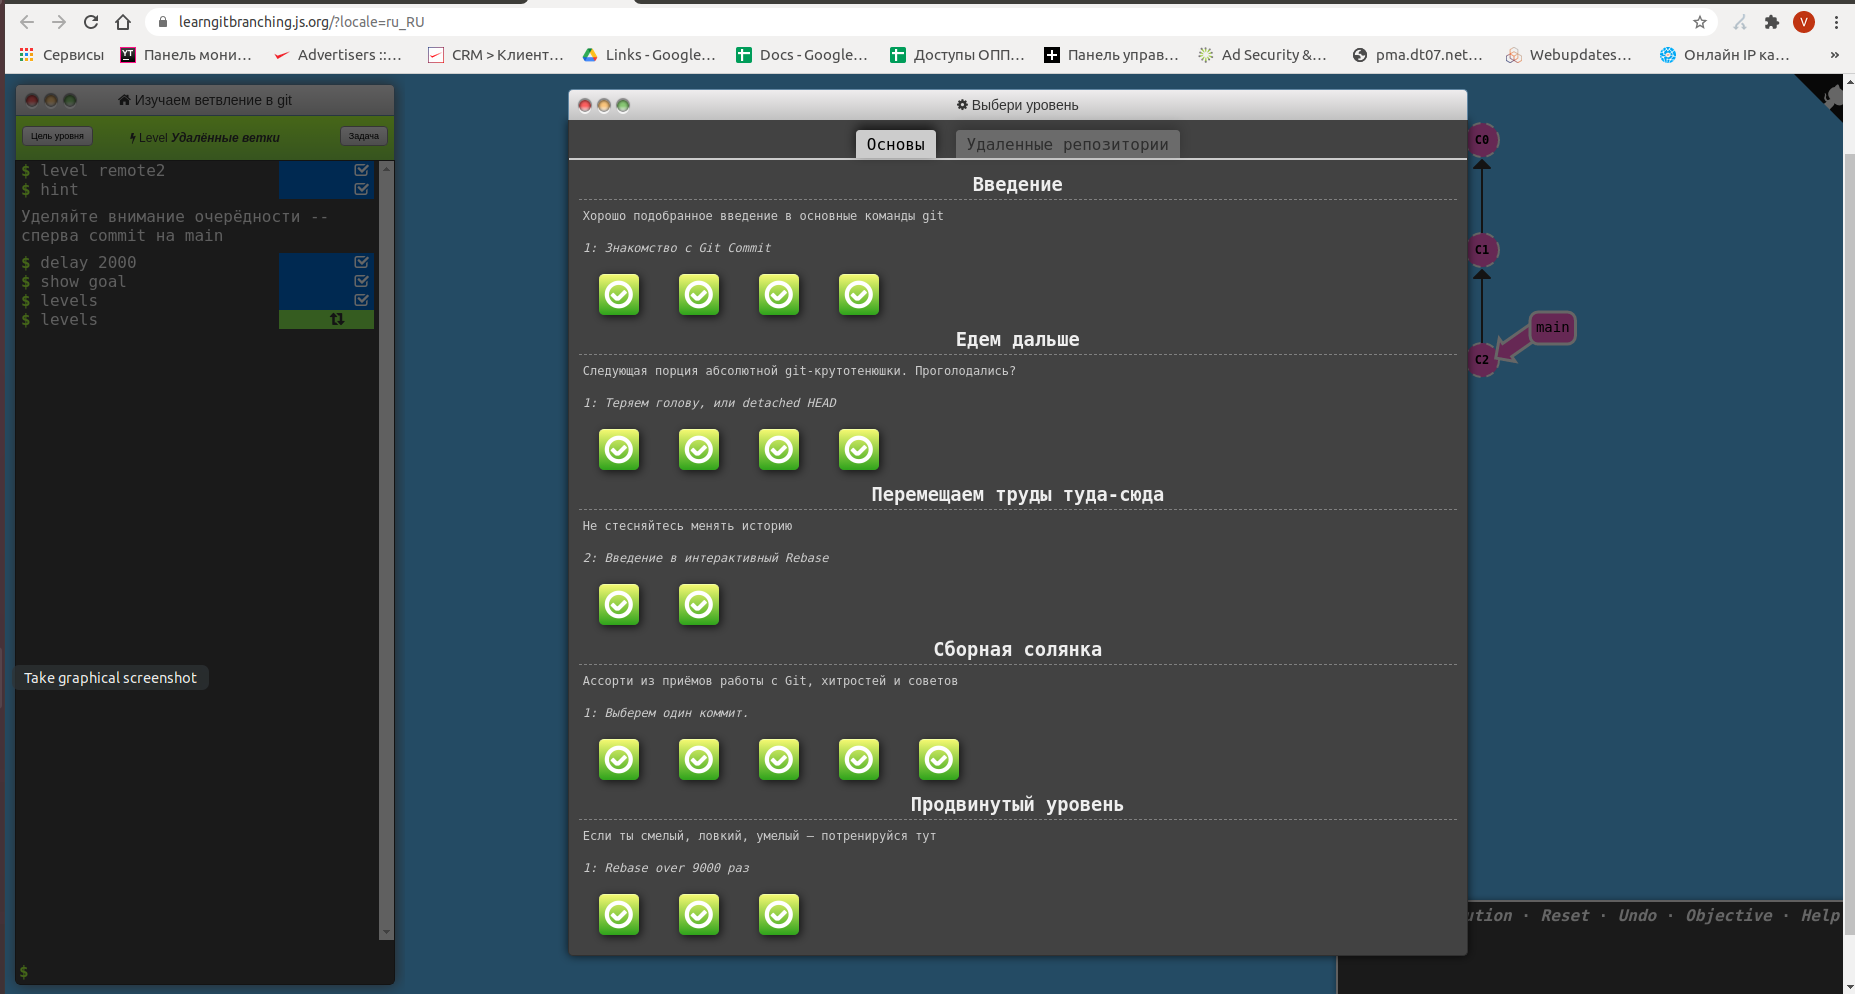 learngitbranching.js.org/?locale=ru_RU
V
Сервисы
YT Панель мони...
Advertisers ::...
CRM > Клиент...
Links - Google...
Docs - Google...
Доступы ОПП...
Панель управ...
Ad Security &...
pma.dt07.net...
Webupdates...
Онлайн IP ка...
»
Изучаем ветвление в git
Цель уровня
Level Удалённые ветки
Задача
$ level remote2
$ hint
Уделяйте внимание очерёдности --
сперва commit на main
$ delay 2000
$ show goal
$ levels
$ levels
Take graphical screenshot
$
Выбери уровень
Основы
Удаленные репозитории
Введение
Хорошо подобранное введение в основные команды git
1: Знакомство с Git Commit
Едем дальше
Следующая порция абсолютной git-крутотенюшки. Проголодались?
1: Теряем голову, или detached HEAD
Перемещаем труды туда-сюда
Не стесняйтесь менять историю
2: Введение в интерактивный Rebase
Сборная солянка
Ассорти из приёмов работы с Git, хитростей и советов
1: Выберем один коммит.
Продвинутый уровень
Если ты смелый, ловкий, умелый – потренируйся тут
1: Rebase over 9000 раз
C0
C1
main
C2
ution · Reset · Undo · Objective · Help